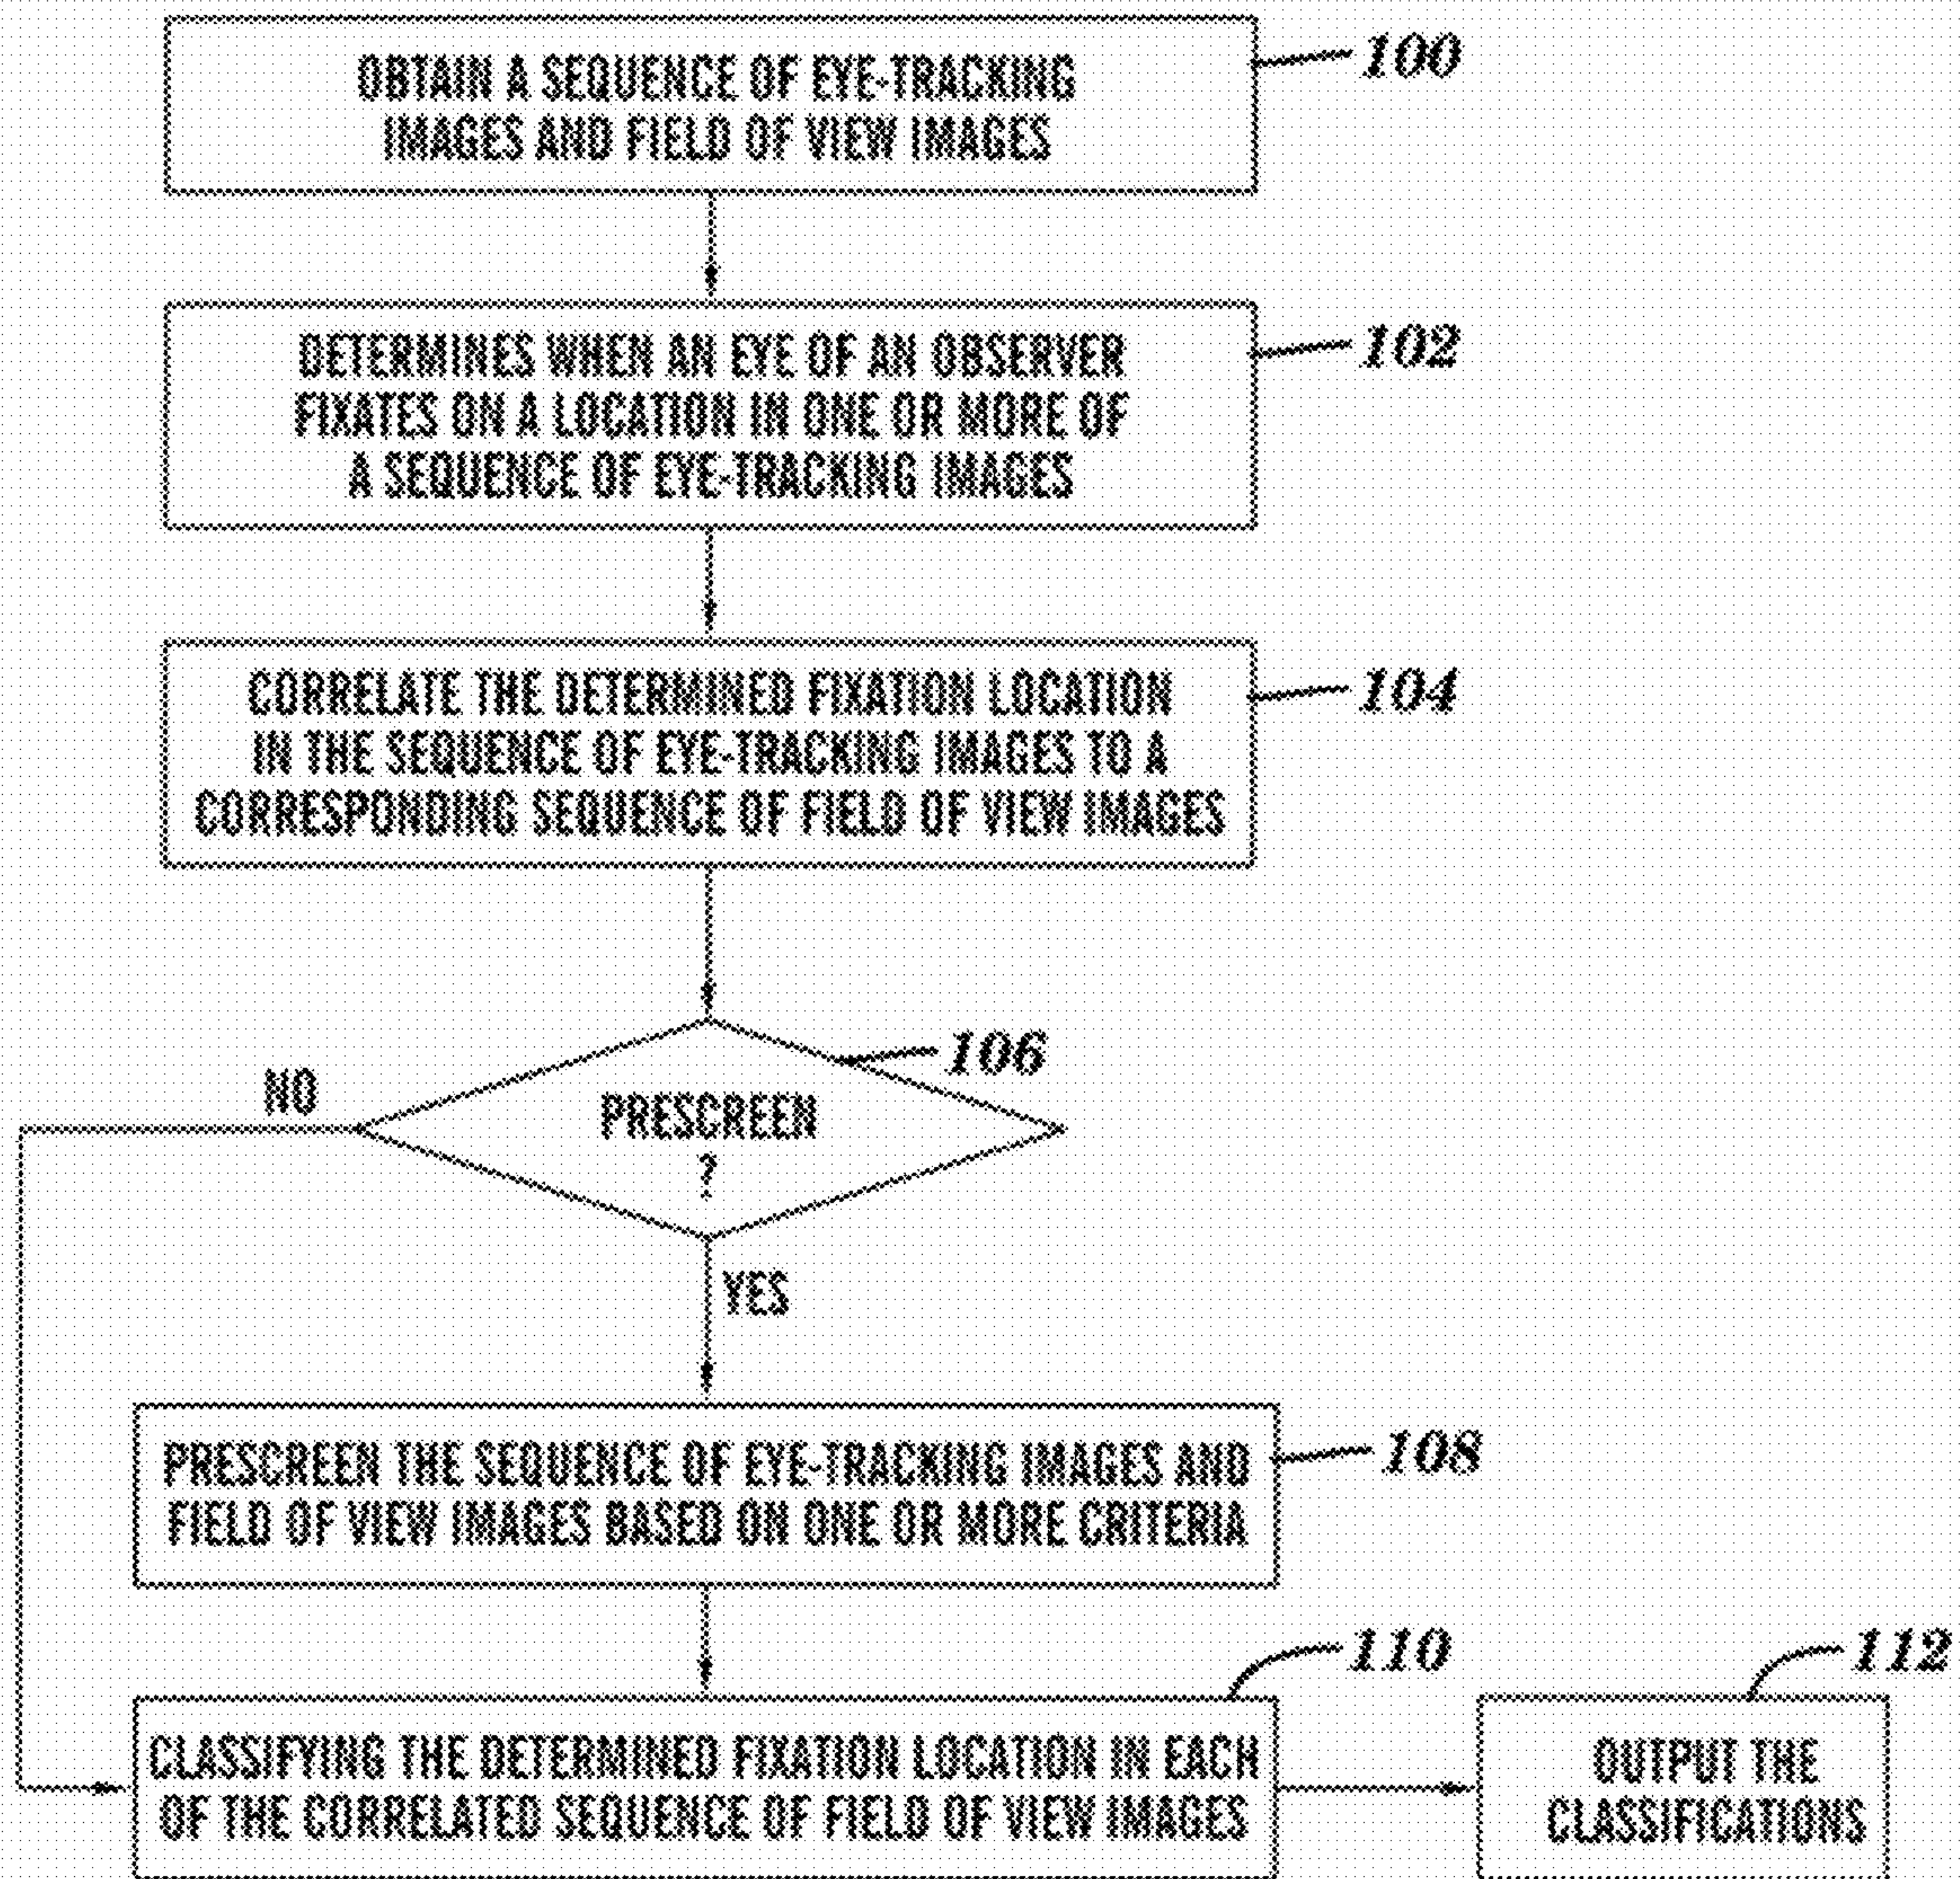 OBTAIN A SEQUENCE OF EYE-TRACKING
IMAGES AND FIELD OF VIEW IMAGES
100
DETERMINES WHEN AN EYE OF AN OBSERVER
FIXATES ON A LOCATION IN ONE OR MORE OF
A SEQUENCE OF EYE-TRACKING IMAGES
102
CORRELATE THE DETERMINED FIXATION LOCATION
IN THE SEQUENCE OF EYE-TRACKING IMAGES TO A
CORRESPONDING SEQUENCE OF FIELD OF VIEW IMAGES
104
106
NO
PRESCREEN
?
YES
PRESCREEN THE SEQUENCE OF EYE-TRACKING IMAGES AND
FIELD OF VIEW IMAGES BASED ON ONE OR MORE CRITERIA
108
110
CLASSIFYING THE DETERMINED FIXATION LOCATION IN EACH
OF THE CORRELATED SEQUENCE OF FIELD OF VIEW IMAGES
112
OUTPUT THE
CLASSIFICATIONS